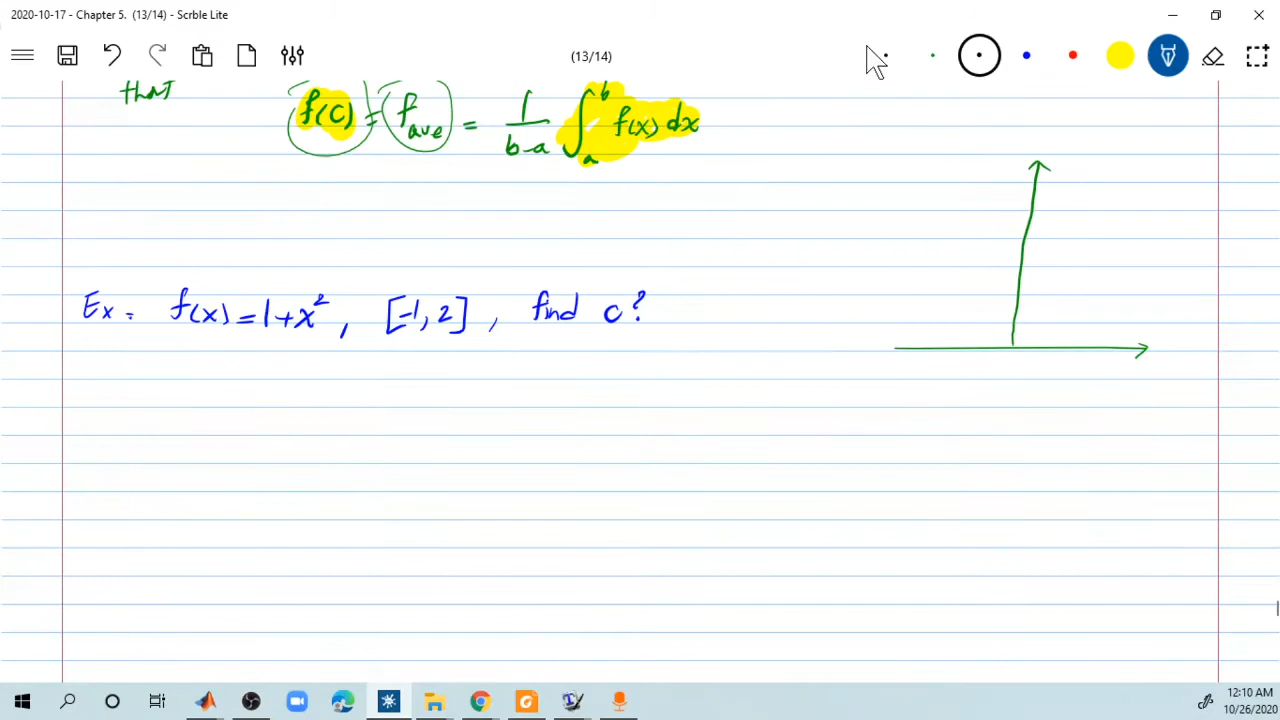 2020-10-17 - Chapter 5. (13/14) - Scrble Lite
(13/14)
that
f(c) = f ave = 1/(b-a) ∫_a^b f(x) dx
Ex. f(x) = 1+x², [-1, 2], find c?
12:10 AM
10/26/2020